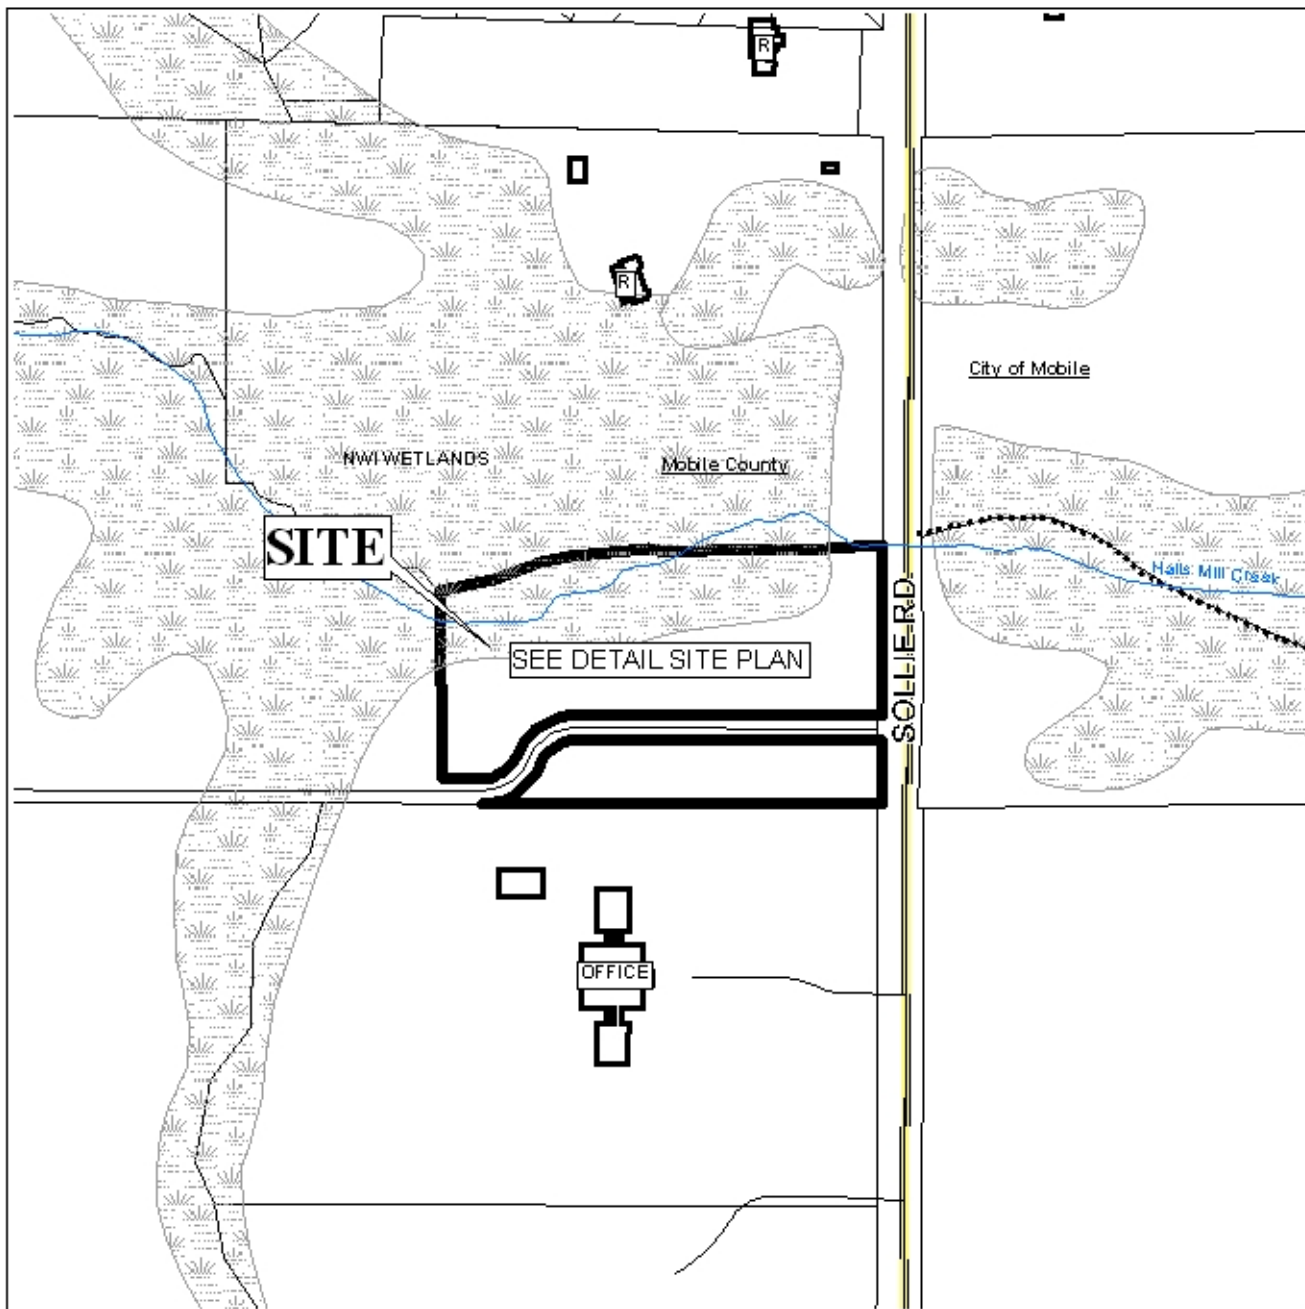 R
R
City of Mobile
NWI WETLANDS
Mobile County
SITE
Halls Mill Creek
SEE DETAIL SITE PLAN
SOLLIE RD
OFFICE